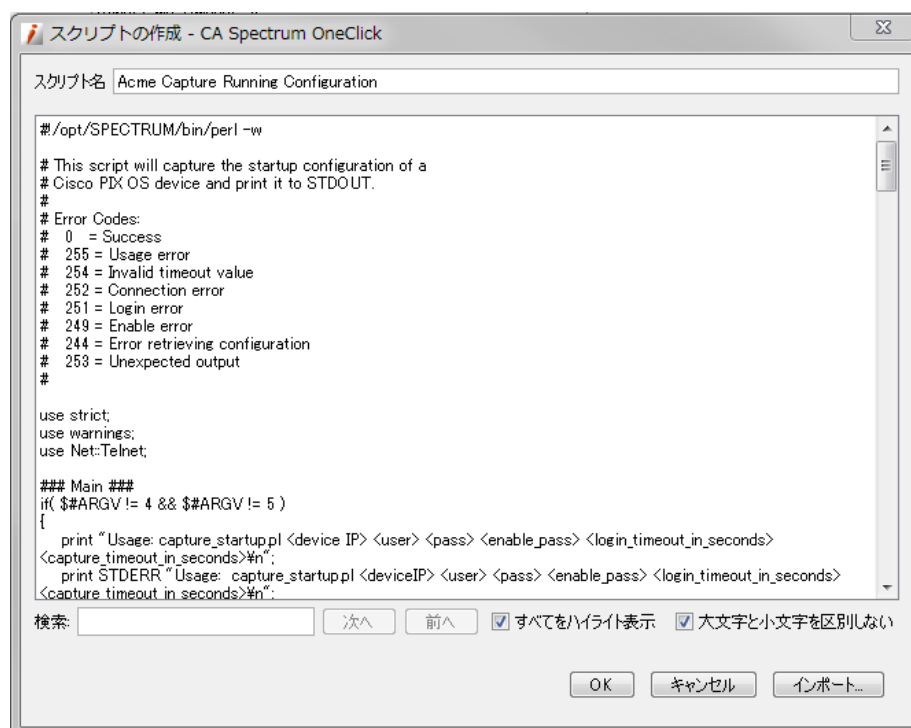 スクリプトの作成 - CA Spectrum OneClick
スクリプト名 Acme Capture Running Configuration
#!/opt/SPECTRUM/bin/perl -w
# This script will capture the startup configuration of a
# Cisco PIX OS device and print it to STDOUT.
#
# Error Codes:
# 0 = Success
# 255 = Usage error
# 254 = Invalid timeout value
# 252 = Connection error
# 251 = Login error
# 249 = Enable error
# 244 = Error retrieving configuration
# 253 = Unexpected output
#
use strict;
use warnings;
use Net::Telnet;
### Main ###
if( $#ARGV != 4 && $#ARGV != 5 )
{
print "Usage: capture_startup.pl <device IP> <user> <pass> <enable_pass> <login_timeout_in_seconds>
<capture_timeout_in_seconds>¥n";
print STDERR "Usage: capture_startup.pl <deviceIP> <user> <pass> <enable_pass> <login_timeout_in_seconds>
<capture_timeout_in_seconds>¥n";
検索: 次へ 前へ すべてをハイライト表示 大文字と小文字を区別しない
OK キャンセル インポート...